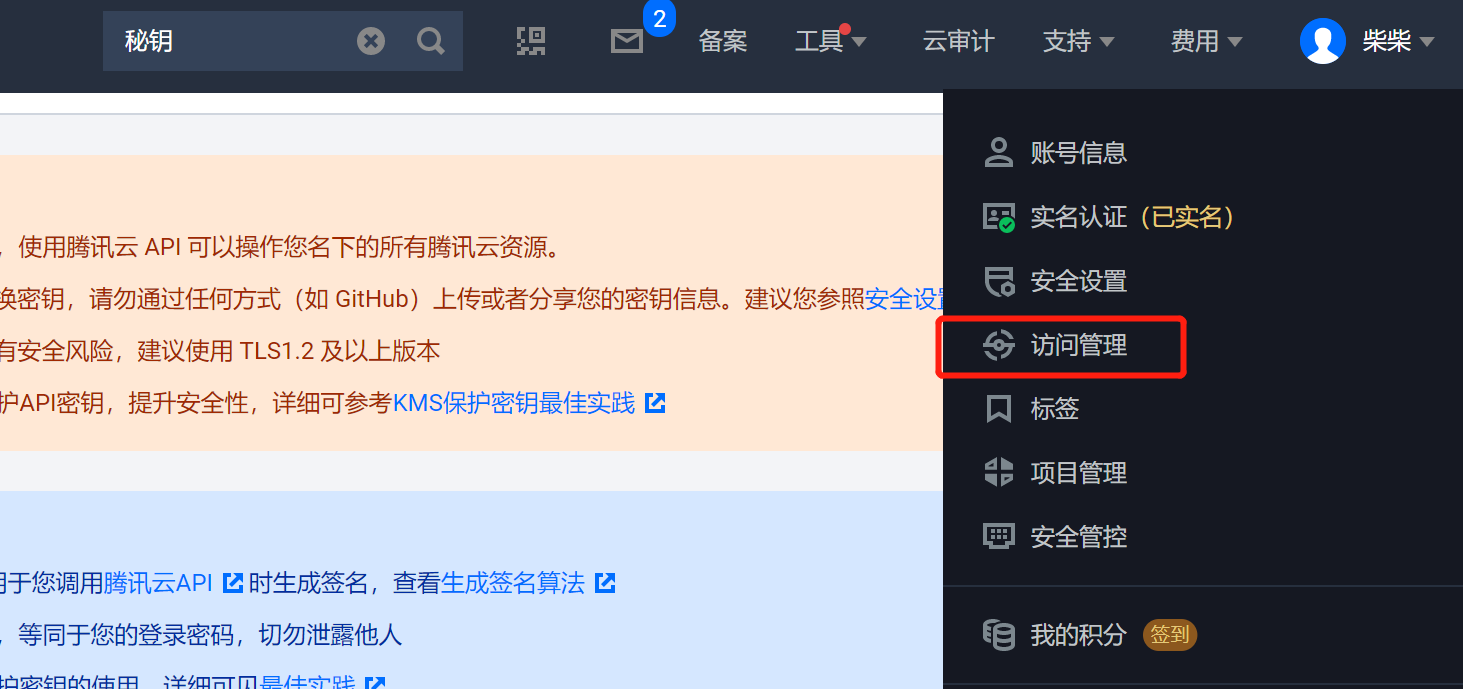 秘钥
2
备案
工具
云审计
支持
费用
柴柴
，使用腾讯云 API 可以操作您名下的所有腾讯云资源。
换密钥，请勿通过任何方式（如 GitHub）上传或者分享您的密钥信息。建议您参照安全设置
有安全风险，建议使用 TLS1.2 及以上版本
护API密钥，提升安全性，详细可参考KMS保护密钥最佳实践
用于您调用腾讯云API 时生成签名，查看生成签名算法
，等同于您的登录密码，切勿泄露他人
护密钥的使用，详细可见最佳实践
账号信息
实名认证（已实名）
安全设置
访问管理
标签
项目管理
安全管控
我的积分 签到